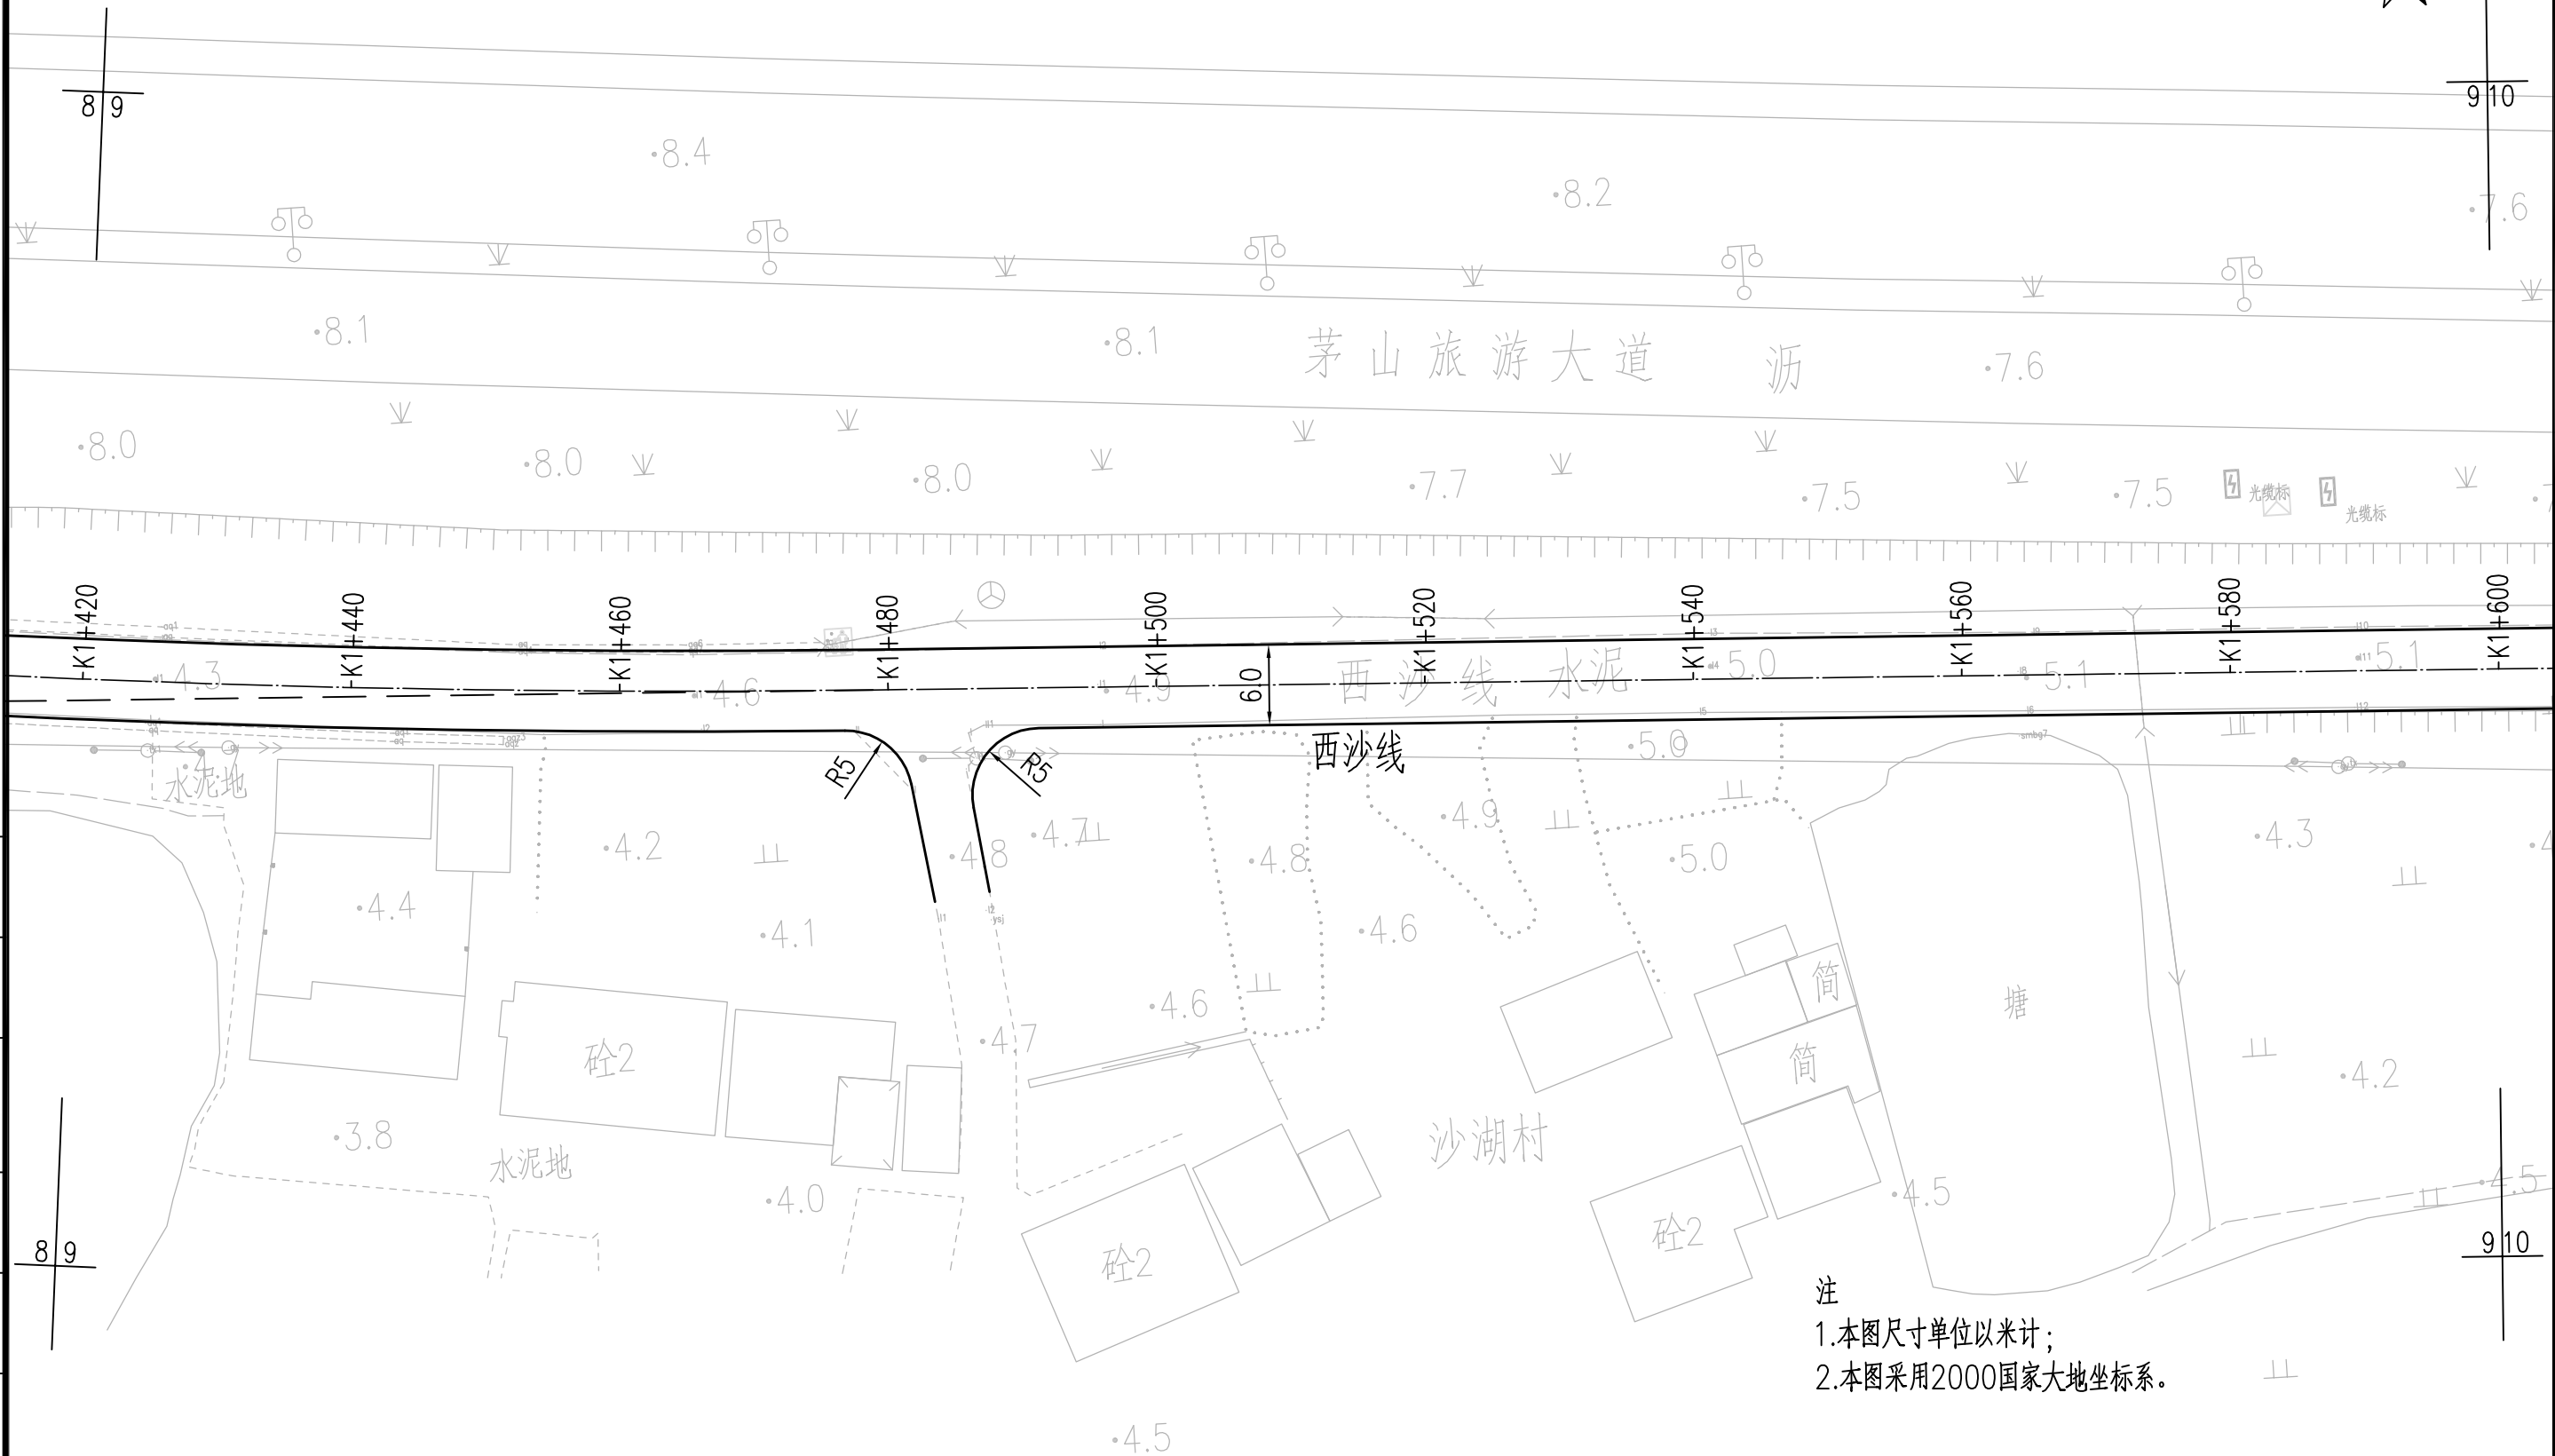 8 9
9 10
8.4
8.2
7.6
8.1
8.1
茅山旅游大道
沥
7.6
8.0
8.0
8.0
7.7
7.5
7.5
光缆标
光缆标
K1+420
K1+440
K1+460
K1+480
K1+500
K1+520
K1+540
K1+560
K1+580
K1+600
4.3
4.6
4.9
6.0
西沙线
水泥
5.0
5.1
5.1
水泥地
R5
R5
西沙线
5.0
4.2
4.8
4.7
4.8
4.9
5.0
4.3
4.4
4.1
4.6
简
塘
4.6
4.7
砼2
简
4.2
3.8
水泥地
沙湖村
4.0
4.5
4.5
砼2
砼2
8 9
9 10
注
1.本图尺寸单位以米计；
2.本图采用2000国家大地坐标系。
4.5